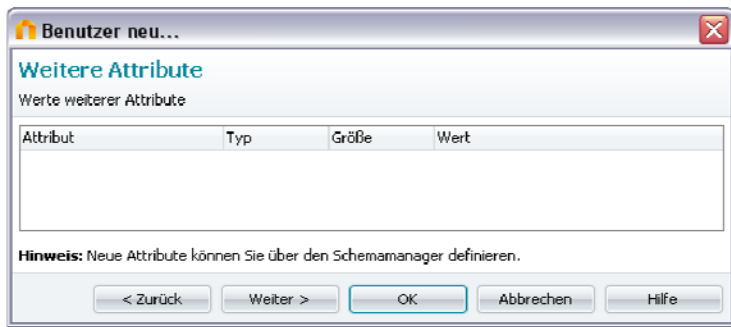 Benutzer neu...
Weitere Attribute
Werte weiterer Attribute
Attribut Typ Größe Wert
Hinweis: Neue Attribute können Sie über den Schemamanager definieren.
< Zurück Weiter > OK Abbrechen Hilfe